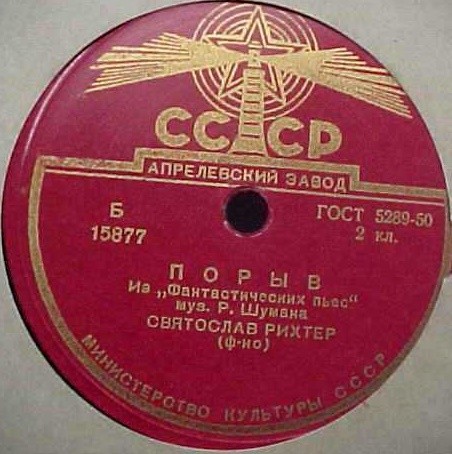 СССР
АПРЕЛЕВСКИЙ ЗАВОД
Б
15877
ГОСТ 5289-50
2 кл.
ПОРЫВ
Из „Фантастических пьес“
муз. Р. Шумана
СВЯТОСЛАВ РИХТЕР
(ф-но)
МИНИСТЕРСТВО КУЛЬТУРЫ СССР